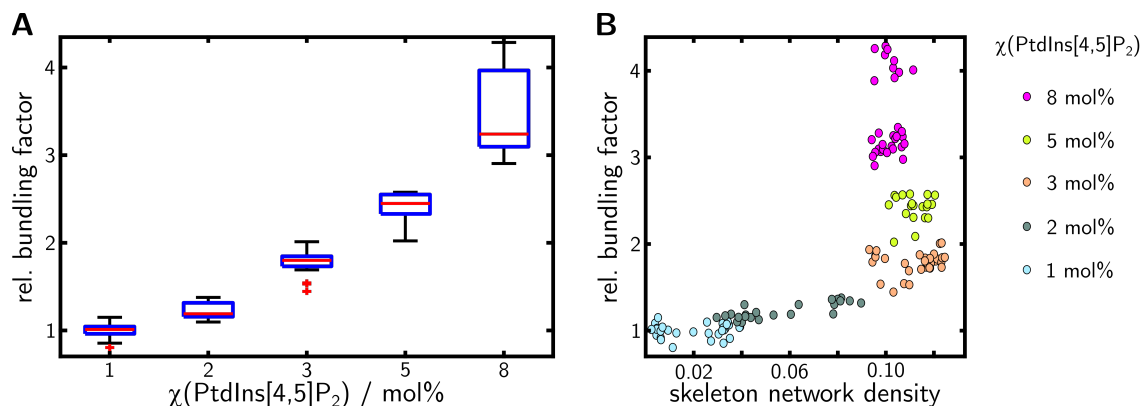 A
rel. bundling factor
4
3
2
1
1 2 3 5 8
χ(PtdIns[4,5]P₂) / mol%
B
rel. bundling factor
4
3
2
1
0.02 0.06 0.10
skeleton network density
χ(PtdIns[4,5]P₂)
8 mol%
5 mol%
3 mol%
2 mol%
1 mol%